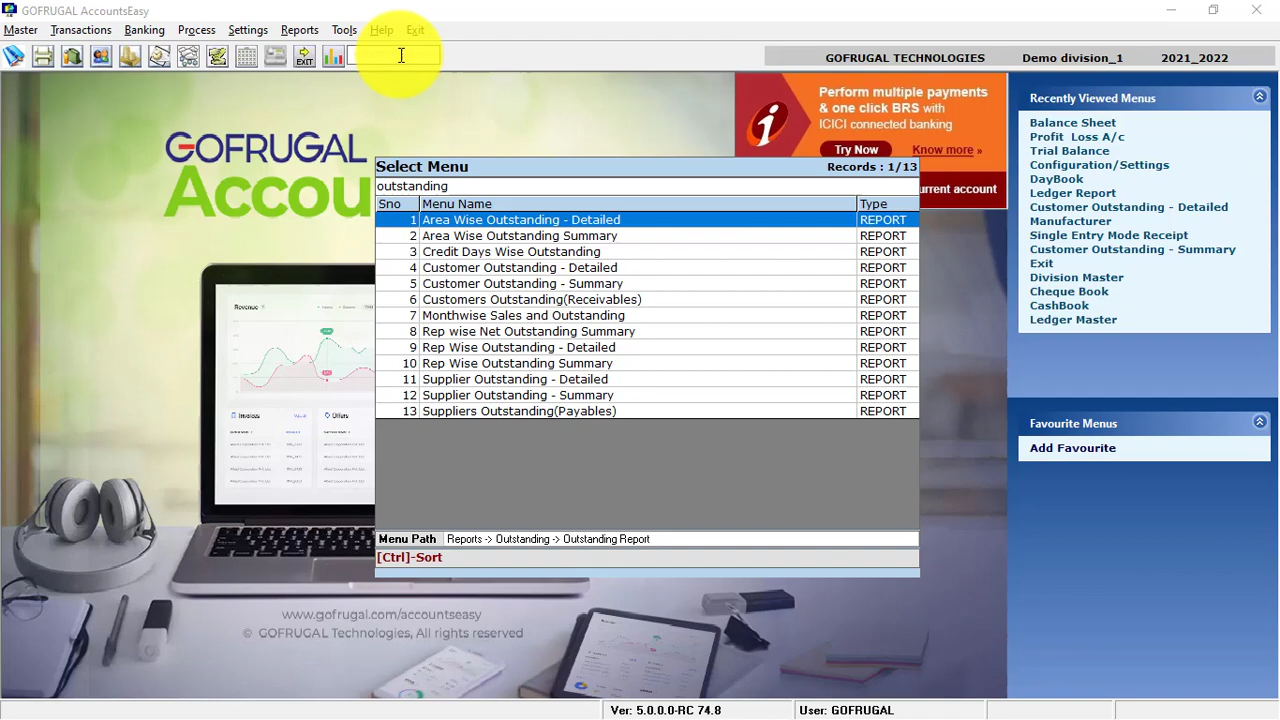 GOFRUGAL AccountsEasy
Master Transactions Banking Process Settings Reports Tools Help Exit
EXIT
GOFRUGAL TECHNOLOGIES Demo division_1 2021_2022
GOFRUGAL
Accou
Perform multiple payments
& one click BRS with
ICICI connected banking
Try Now Know more »
urrent account
Select Menu Records : 1/13
outstanding
Sno Menu Name Type
1 Area Wise Outstanding - Detailed REPORT
2 Area Wise Outstanding Summary REPORT
3 Credit Days Wise Outstanding REPORT
4 Customer Outstanding - Detailed REPORT
5 Customer Outstanding - Summary REPORT
6 Customers Outstanding(Receivables) REPORT
7 Monthwise Sales and Outstanding REPORT
8 Rep wise Net Outstanding Summary REPORT
9 Rep Wise Outstanding - Detailed REPORT
10 Rep Wise Outstanding Summary REPORT
11 Supplier Outstanding - Detailed REPORT
12 Supplier Outstanding - Summary REPORT
13 Suppliers Outstanding(Payables) REPORT
Menu Path Reports -> Outstanding -> Outstanding Report
[Ctrl]-Sort
Recently Viewed Menus
Balance Sheet
Profit Loss A/c
Trial Balance
Configuration/Settings
DayBook
Ledger Report
Customer Outstanding - Detailed
Manufacturer
Single Entry Mode Receipt
Customer Outstanding - Summary
Exit
Division Master
Cheque Book
CashBook
Ledger Master
Favourite Menus
Add Favourite
Revenue
Invoices
Offers
www.gofrugal.com/accountseasy
© GOFRUGAL Technologies, All rights reserved
Ver: 5.0.0.0-RC 74.8 User: GOFRUGAL